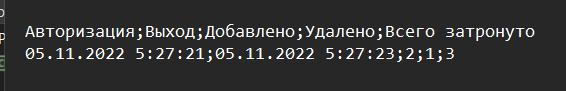 Авторизация;Выход;Добавлено;Удалено;Всего затронуто
05.11.2022 5:27:21;05.11.2022 5:27:23;2;1;3